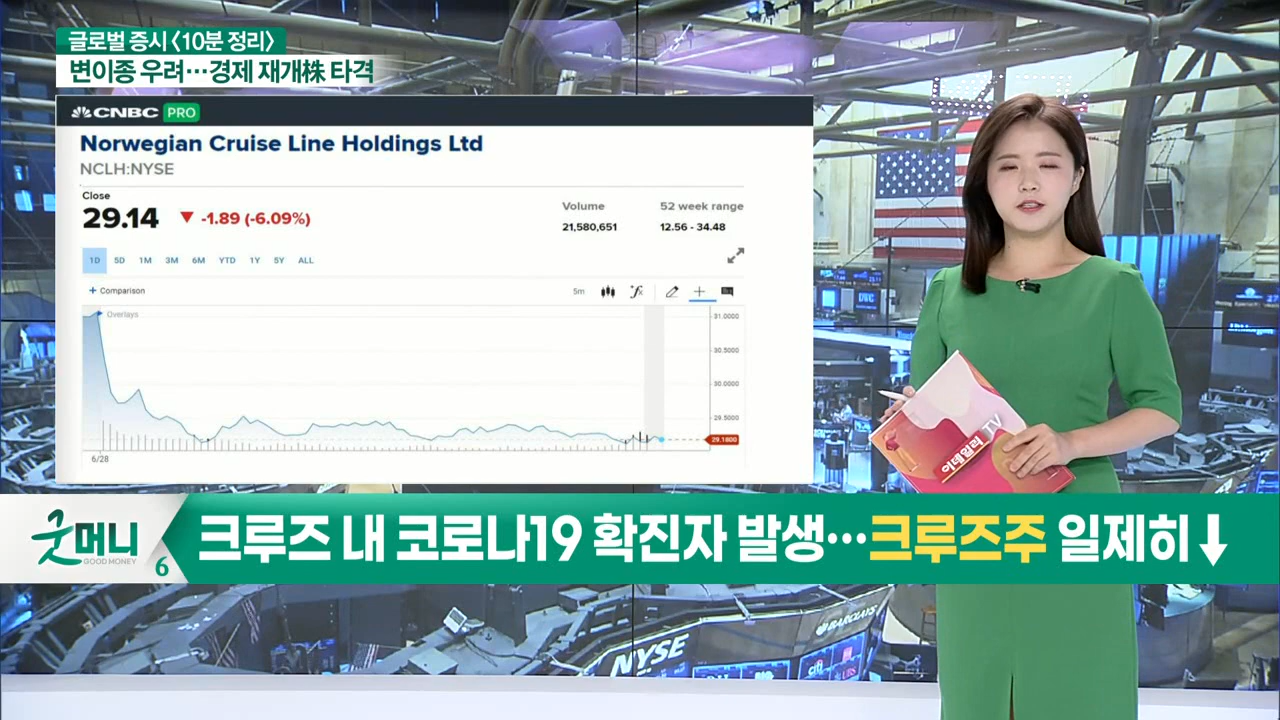 글로벌 증시 <10분 정리>
변이종 우려…경제 재개株 타격
CNBC PRO
Norwegian Cruise Line Holdings Ltd
NCLH:NYSE
Close
29.14 ▼ -1.89 (-6.09%)
Volume 52 week range
21,580,651 12.56 - 34.48
1D 5D 1M 3M 6M YTD 1Y 5Y ALL
+ Comparison 5m
Overlays
31.0000
30.5000
30.0000
29.5000
29.1800
6/28
이데일리 TV
굿머니
GOOD MONEY
6
크루즈 내 코로나19 확진자 발생…크루즈주 일제히↓
NYSE
BARCLAYS
citi